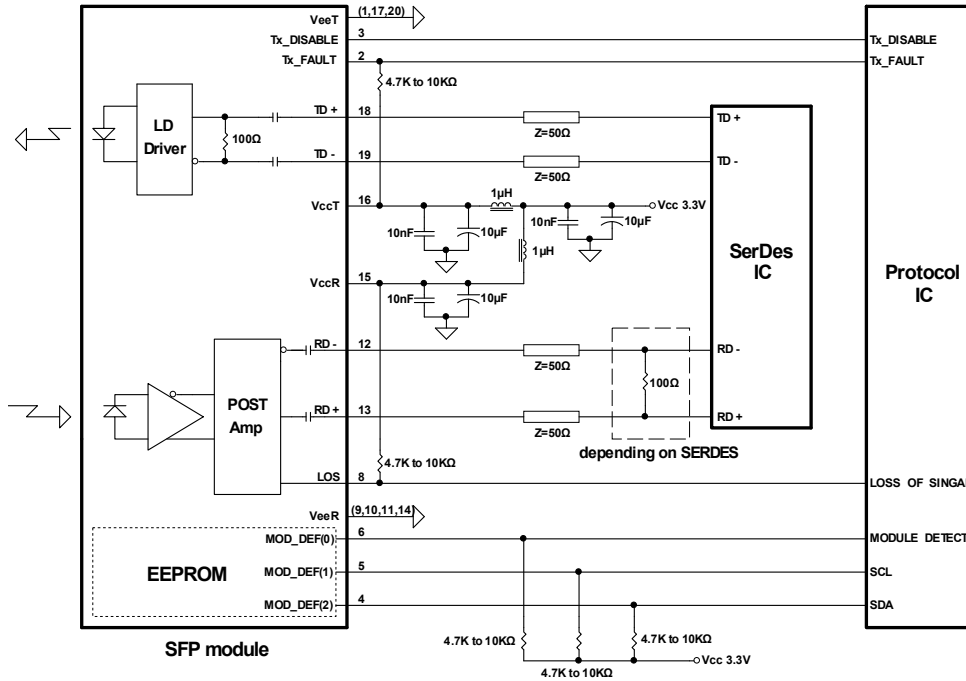 VeeT (1,17,20)
Tx_DISABLE 3 Tx_DISABLE
Tx_FAULT 2 Tx_FAULT
4.7K to 10KΩ
TD + 18 TD +
LD Driver
100Ω
Z=50Ω
TD - 19 TD -
Z=50Ω
1µH
VccT 16 Vcc 3.3V
10nF 10µF 10nF 10µF
1µH
SerDes IC
Protocol IC
VccR 15
10nF 10µF
RD - 12 RD -
Z=50Ω
100Ω
POST Amp
RD + 13 RD +
Z=50Ω
depending on SERDES
4.7K to 10KΩ
LOS 8 LOSS OF SINGAL
VeeR (9,10,11,14)
MOD_DEF(0) 6 MODULE DETECT
EEPROM
MOD_DEF(1) 5 SCL
MOD_DEF(2) 4 SDA
SFP module
4.7K to 10KΩ 4.7K to 10KΩ
4.7K to 10KΩ
Vcc 3.3V